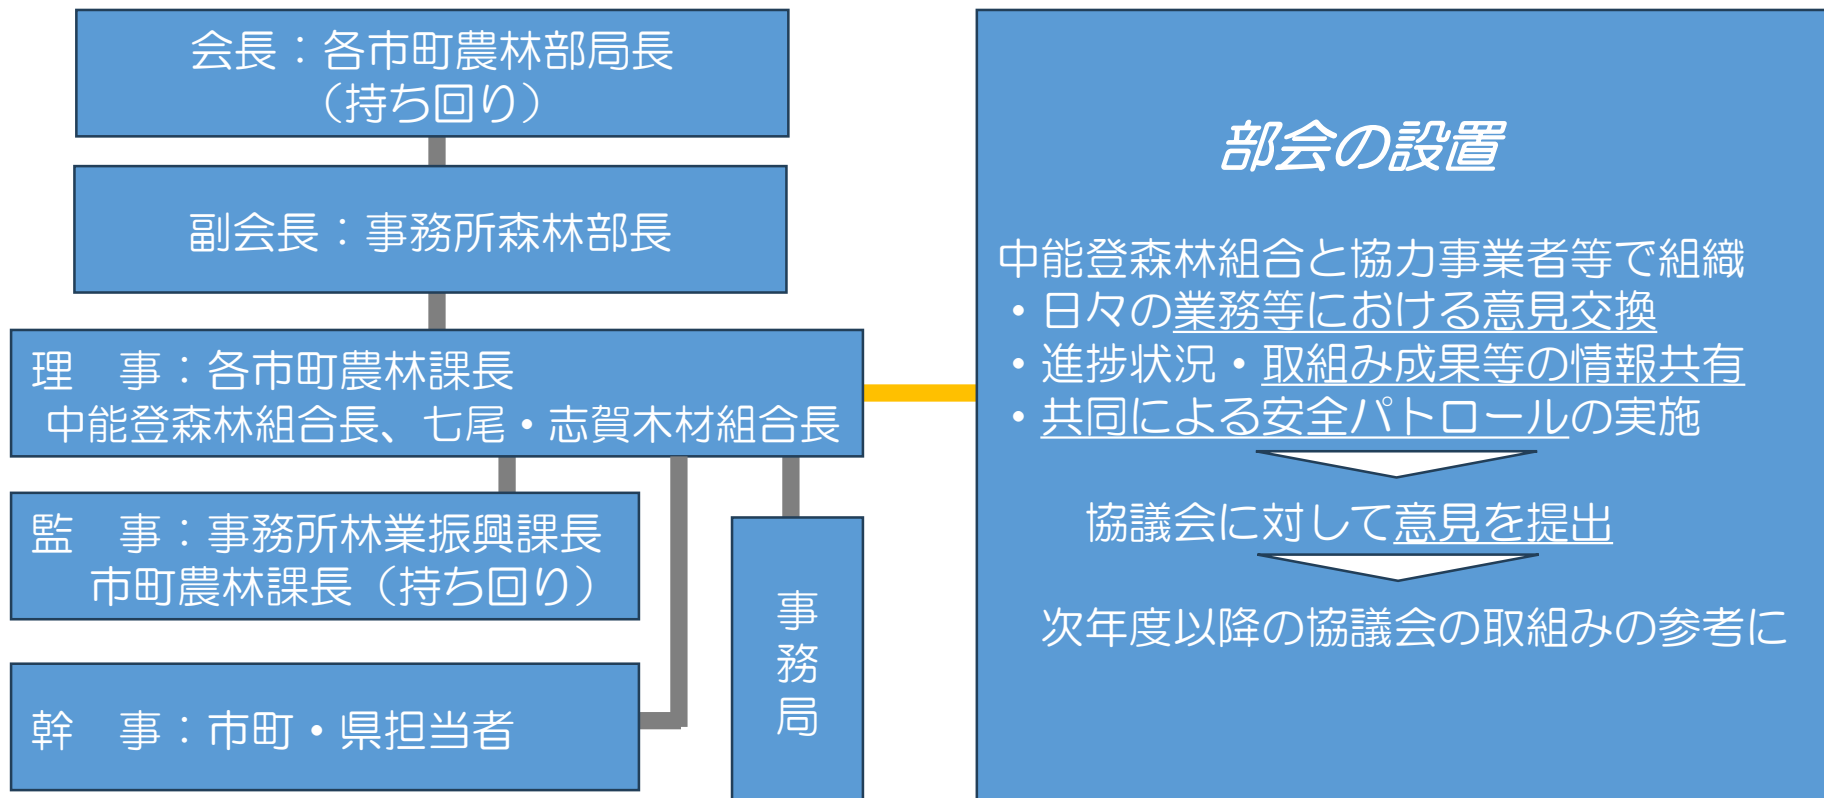 会長：各市町農林部局長
（持ち回り）
副会長：事務所森林部長
理　事：各市町農林課長
中能登森林組合長、七尾・志賀木材組合長
監　事：事務所林業振興課長
市町農林課長（持ち回り）
幹　事：市町・県担当者
事務局
部会の設置
中能登森林組合と協力事業者等で組織
・日々の業務等における意見交換
・進捗状況・取組み成果等の情報共有
・共同による安全パトロールの実施
協議会に対して意見を提出
次年度以降の協議会の取組みの参考に